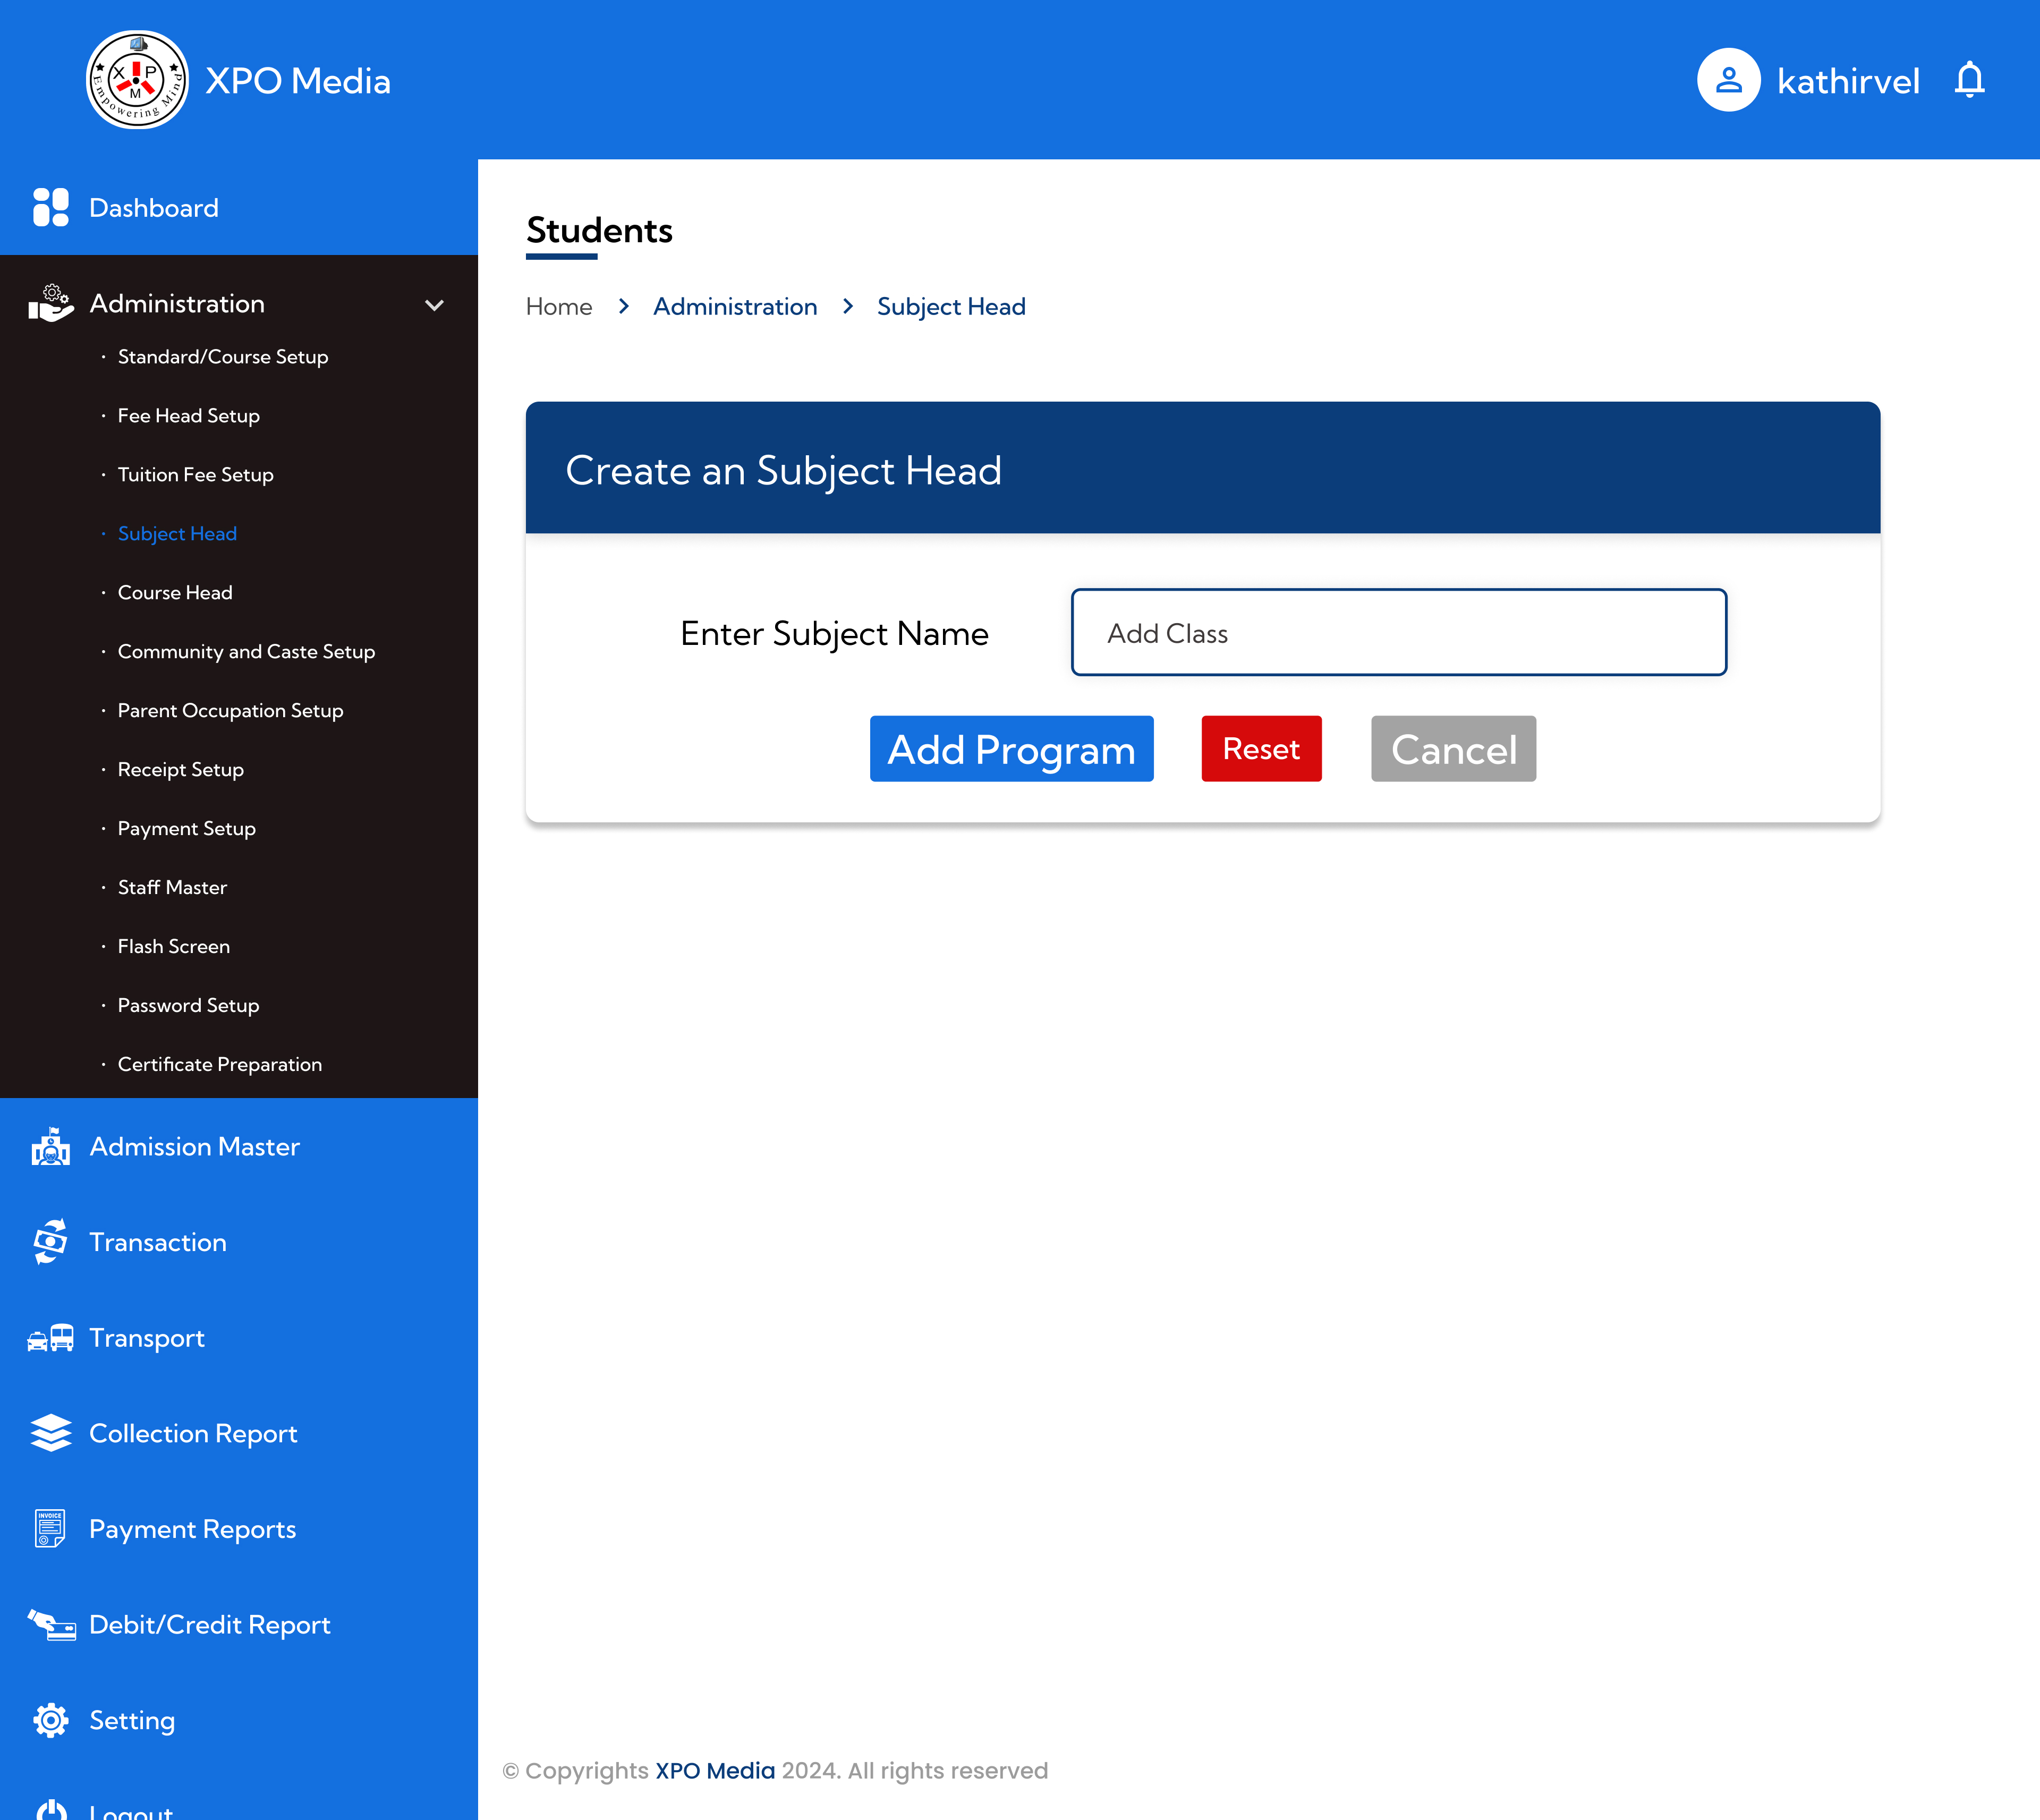 X P M
Empowering Mind
XPO Media
kathirvel
Dashboard
Administration
· Standard/Course Setup
· Fee Head Setup
· Tuition Fee Setup
· Subject Head
· Course Head
· Community and Caste Setup
· Parent Occupation Setup
· Receipt Setup
· Payment Setup
· Staff Master
· Flash Screen
· Password Setup
· Certificate Preparation
Admission Master
Transaction
Transport
Collection Report
INVOICE
Payment Reports
Debit/Credit Report
Setting
Logout
Students
Home > Administration > Subject Head
Create an Subject Head
Enter Subject Name
Add Class
Add Program
Reset
Cancel
© Copyrights XPO Media 2024. All rights reserved